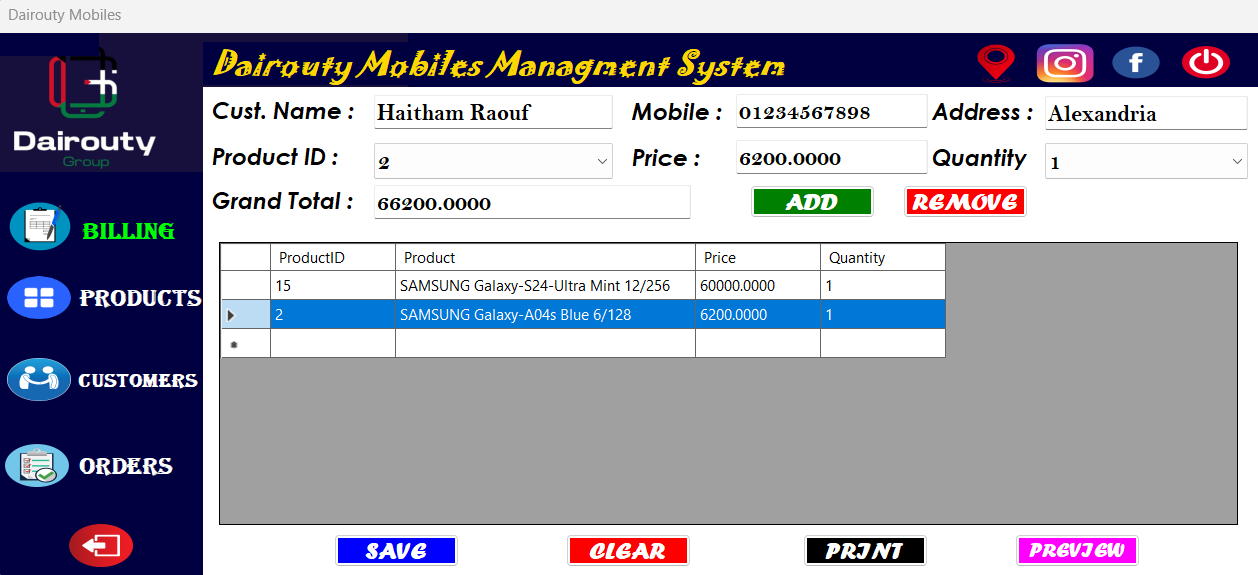 Dairouty Mobiles
Dairouty
Group
BILLING
PRODUCTS
CUSTOMERS
ORDERS
Dairouty Mobiles Managment System
f
Cust. Name : Haitham Raouf Mobile : 01234567898 Address : Alexandria
Product ID : 2 Price : 6200.0000 Quantity 1
Grand Total : 66200.0000 ADD REMOVE
ProductID Product Price Quantity
15 SAMSUNG Galaxy-S24-Ultra Mint 12/256 60000.0000 1
2 SAMSUNG Galaxy-A04s Blue 6/128 6200.0000 1
SAVE CLEAR PRINT PREVIEW